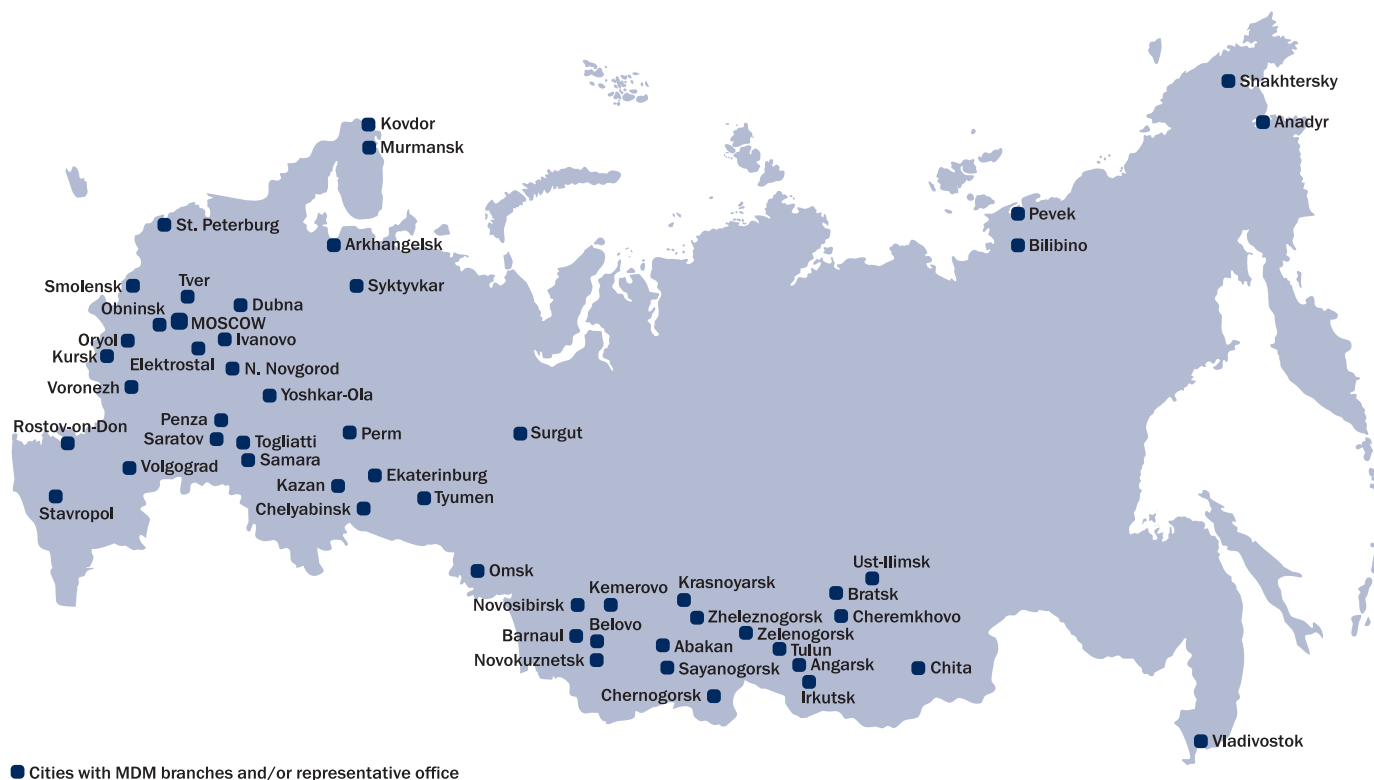 Shakhtersky
Anadyr
Kovdor
Murmansk
Pevek
St. Peterburg
Arkhangelsk
Bilibino
Smolensk
Tver
Syktyvkar
Dubna
Obninsk
MOSCOW
Oryol
Ivanovo
Kursk
Elektrostal
N. Novgorod
Voronezh
Yoshkar-Ola
Penza
Rostov-on-Don
Perm
Surgut
Saratov
Togliatti
Samara
Volgograd
Ekaterinburg
Kazan
Tyumen
Chelyabinsk
Stavropol
Ust-Ilimsk
Omsk
Kemerovo
Krasnoyarsk
Bratsk
Novosibirsk
Zheleznogorsk
Cheremkhovo
Belovo
Barnaul
Zelenogorsk
Abakan
Tulun
Novokuznetsk
Sayanogorsk
Angarsk
Chita
Chernogorsk
Irkutsk
Vladivostok
Cities with MDM branches and/or representative office